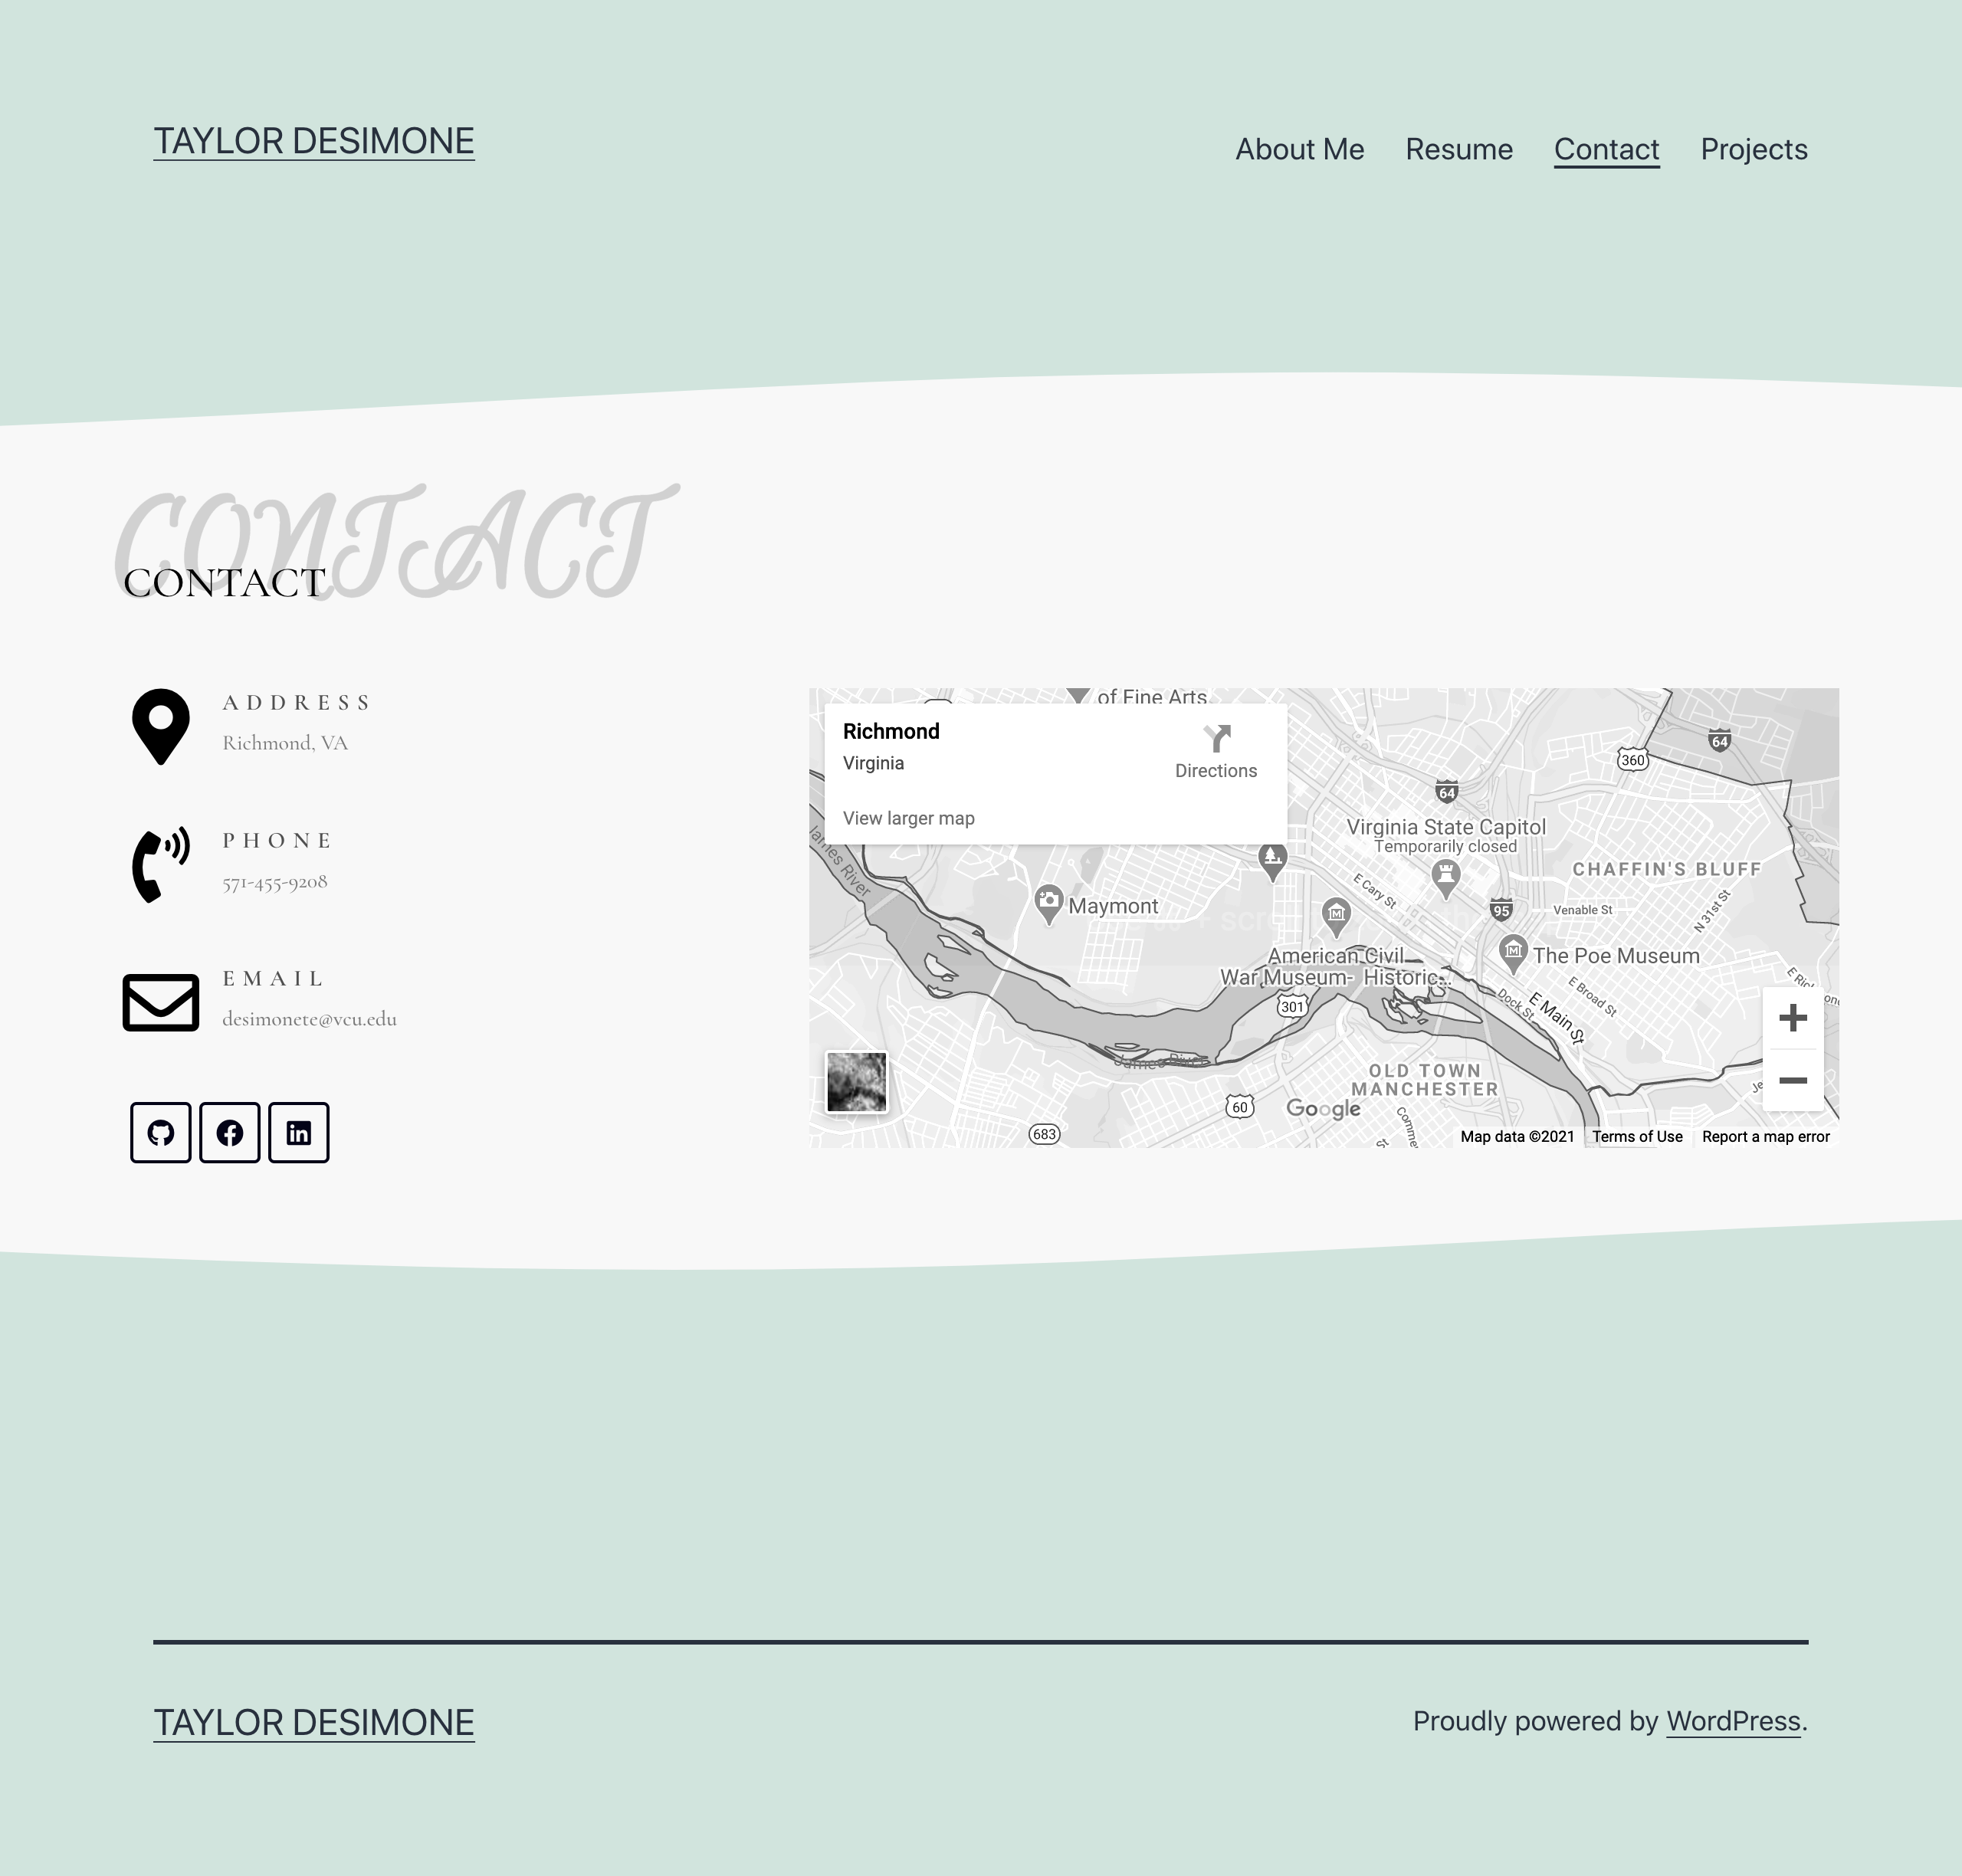 TAYLOR DESIMONE
About Me Resume Contact Projects
CONTACT
CONTACT
ADDRESS
Richmond, VA
PHONE
571-455-9208
EMAIL
desimonete@vcu.edu
of Fine Arts
Richmond
Virginia
Directions
View larger map
360
64
64
Virginia State Capitol
Temporarily closed
CHAFFIN'S BLUFF
James River
E Cary St
Maymont
95
Venable St
N 31st St
American Civil
War Museum- Historic...
The Poe Museum
301
Dock St
E Main St
E Broad St
James River
OLD TOWN
MANCHESTER
60
Google
683
Map data ©2021 Terms of Use Report a map error
TAYLOR DESIMONE
Proudly powered by WordPress.